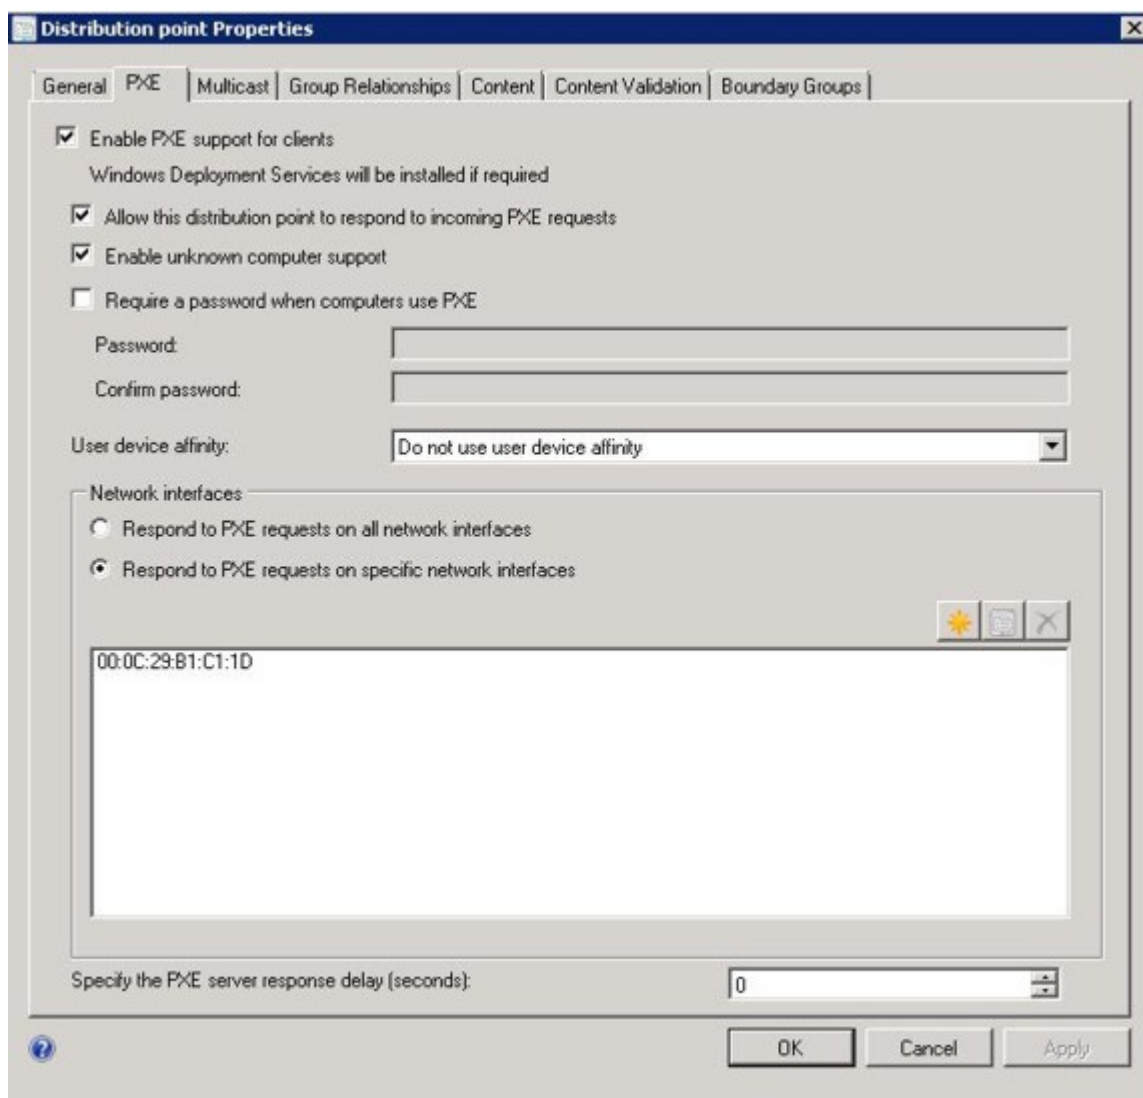 Distribution point Properties
General PXE Multicast Group Relationships Content Content Validation Boundary Groups
Enable PXE support for clients
Windows Deployment Services will be installed if required
Allow this distribution point to respond to incoming PXE requests
Enable unknown computer support
Require a password when computers use PXE
Password:
Confirm password:
User device affinity: Do not use user device affinity
Network interfaces
Respond to PXE requests on all network interfaces
Respond to PXE requests on specific network interfaces
00:0C:29:B1:C1:1D
Specify the PXE server response delay (seconds): 0
OK Cancel Apply